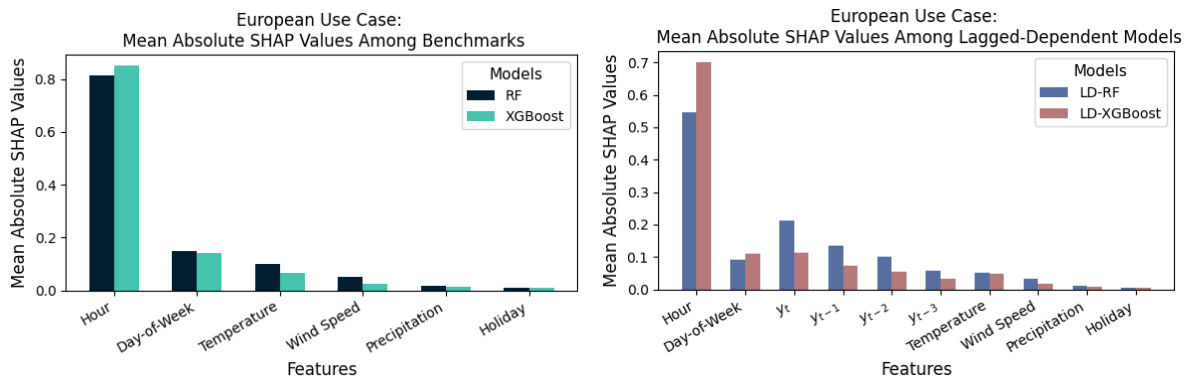 European Use Case:
Mean Absolute SHAP Values Among Benchmarks
Mean Absolute SHAP Values
0.8
0.6
0.4
0.2
0.0
Models
RF
XGBoost
Hour
Day-of-Week
Temperature
Wind Speed
Precipitation
Holiday
Features
European Use Case:
Mean Absolute SHAP Values Among Lagged-Dependent Models
Mean Absolute SHAP Values
0.7
0.6
0.5
0.4
0.3
0.2
0.1
0.0
Models
LD-RF
LD-XGBoost
Hour
Day-of-Week
y_t
y_{t-1}
y_{t-2}
y_{t-3}
Temperature
Wind Speed
Precipitation
Holiday
Features